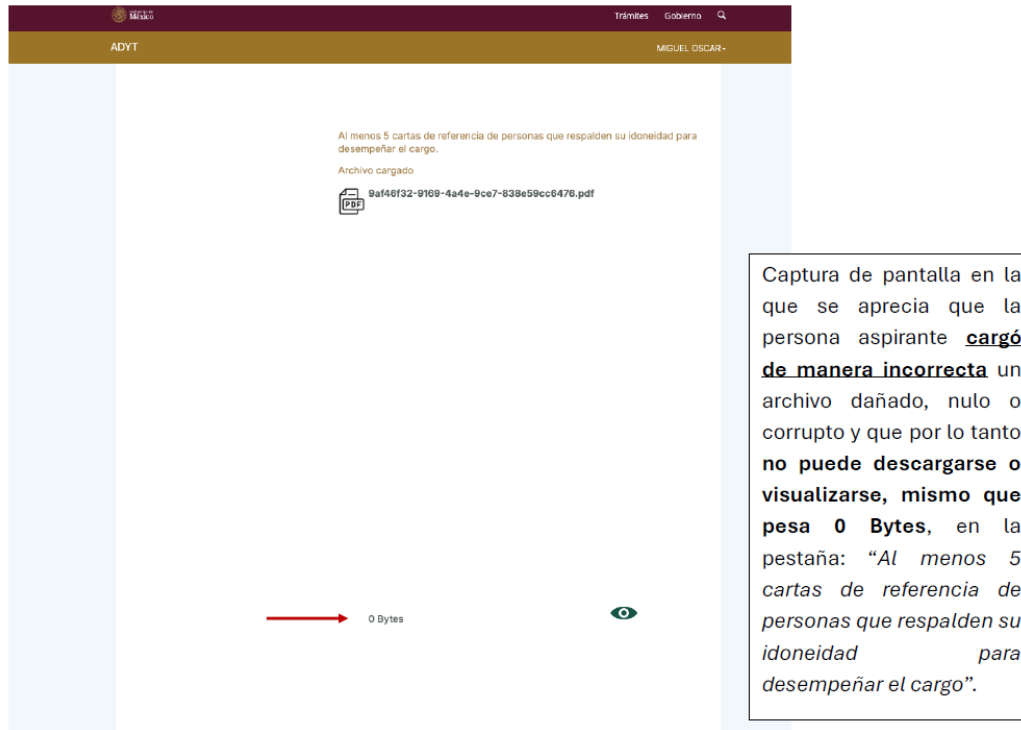 México
Trámites Gobierno
ADYT
MIGUEL OSCAR
Al menos 5 cartas de referencia de personas que respalden su idoneidad para
desempeñar el cargo.
Archivo cargado
PDF
9af46f32-9169-4a4e-9ce7-838e59cc6476.pdf
0 Bytes
Captura de pantalla en la
que se aprecia que la
persona aspirante cargó
de manera incorrecta un
archivo dañado, nulo o
corrupto y que por lo tanto
no puede descargarse o
visualizarse, mismo que
pesa 0 Bytes, en la
pestaña: “Al menos 5
cartas de referencia de
personas que respalden su
idoneidad para
desempeñar el cargo”.